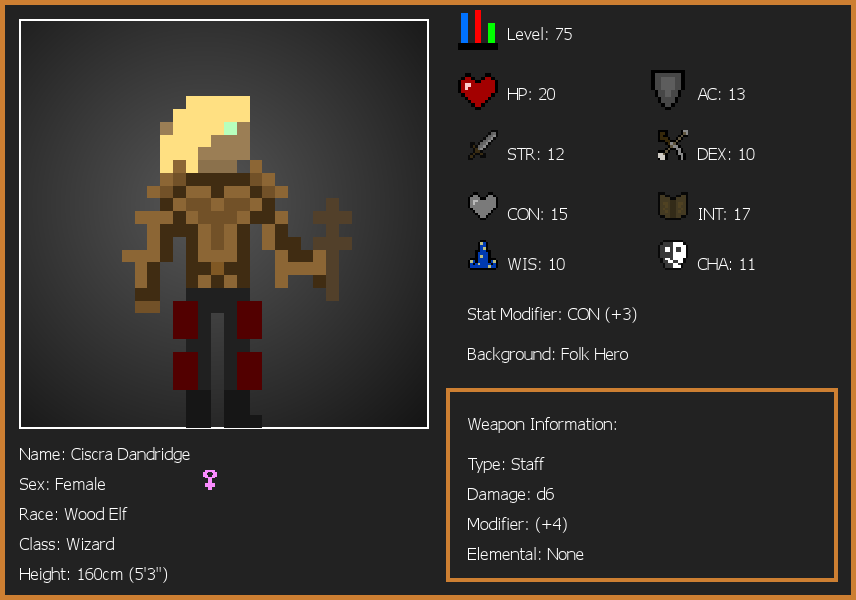 Level: 75
HP: 20
AC: 13
STR: 12
DEX: 10
CON: 15
INT: 17
WIS: 10
CHA: 11
Stat Modifier: CON (+3)
Background: Folk Hero
Weapon Information:
Type: Staff
Damage: d6
Modifier: (+4)
Elemental: None
Name: Ciscra Dandridge
Sex: Female
Race: Wood Elf
Class: Wizard
Height: 160cm (5'3")